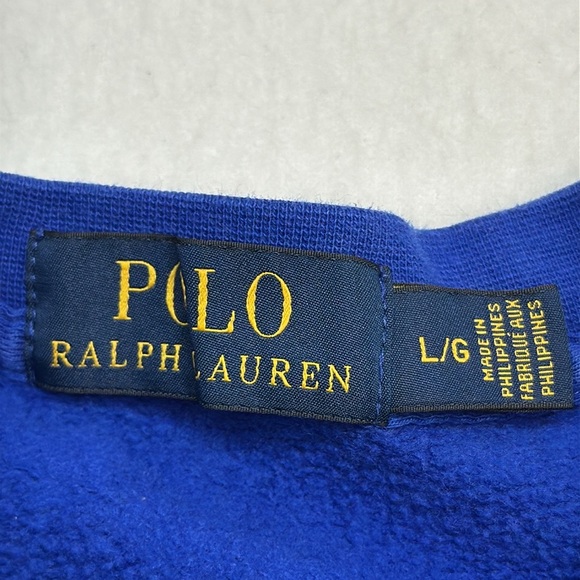 POLO
RALPH LAUREN
L/G
MADE IN
PHILIPPINES
FABRIQUÉ AUX
PHILIPPINES